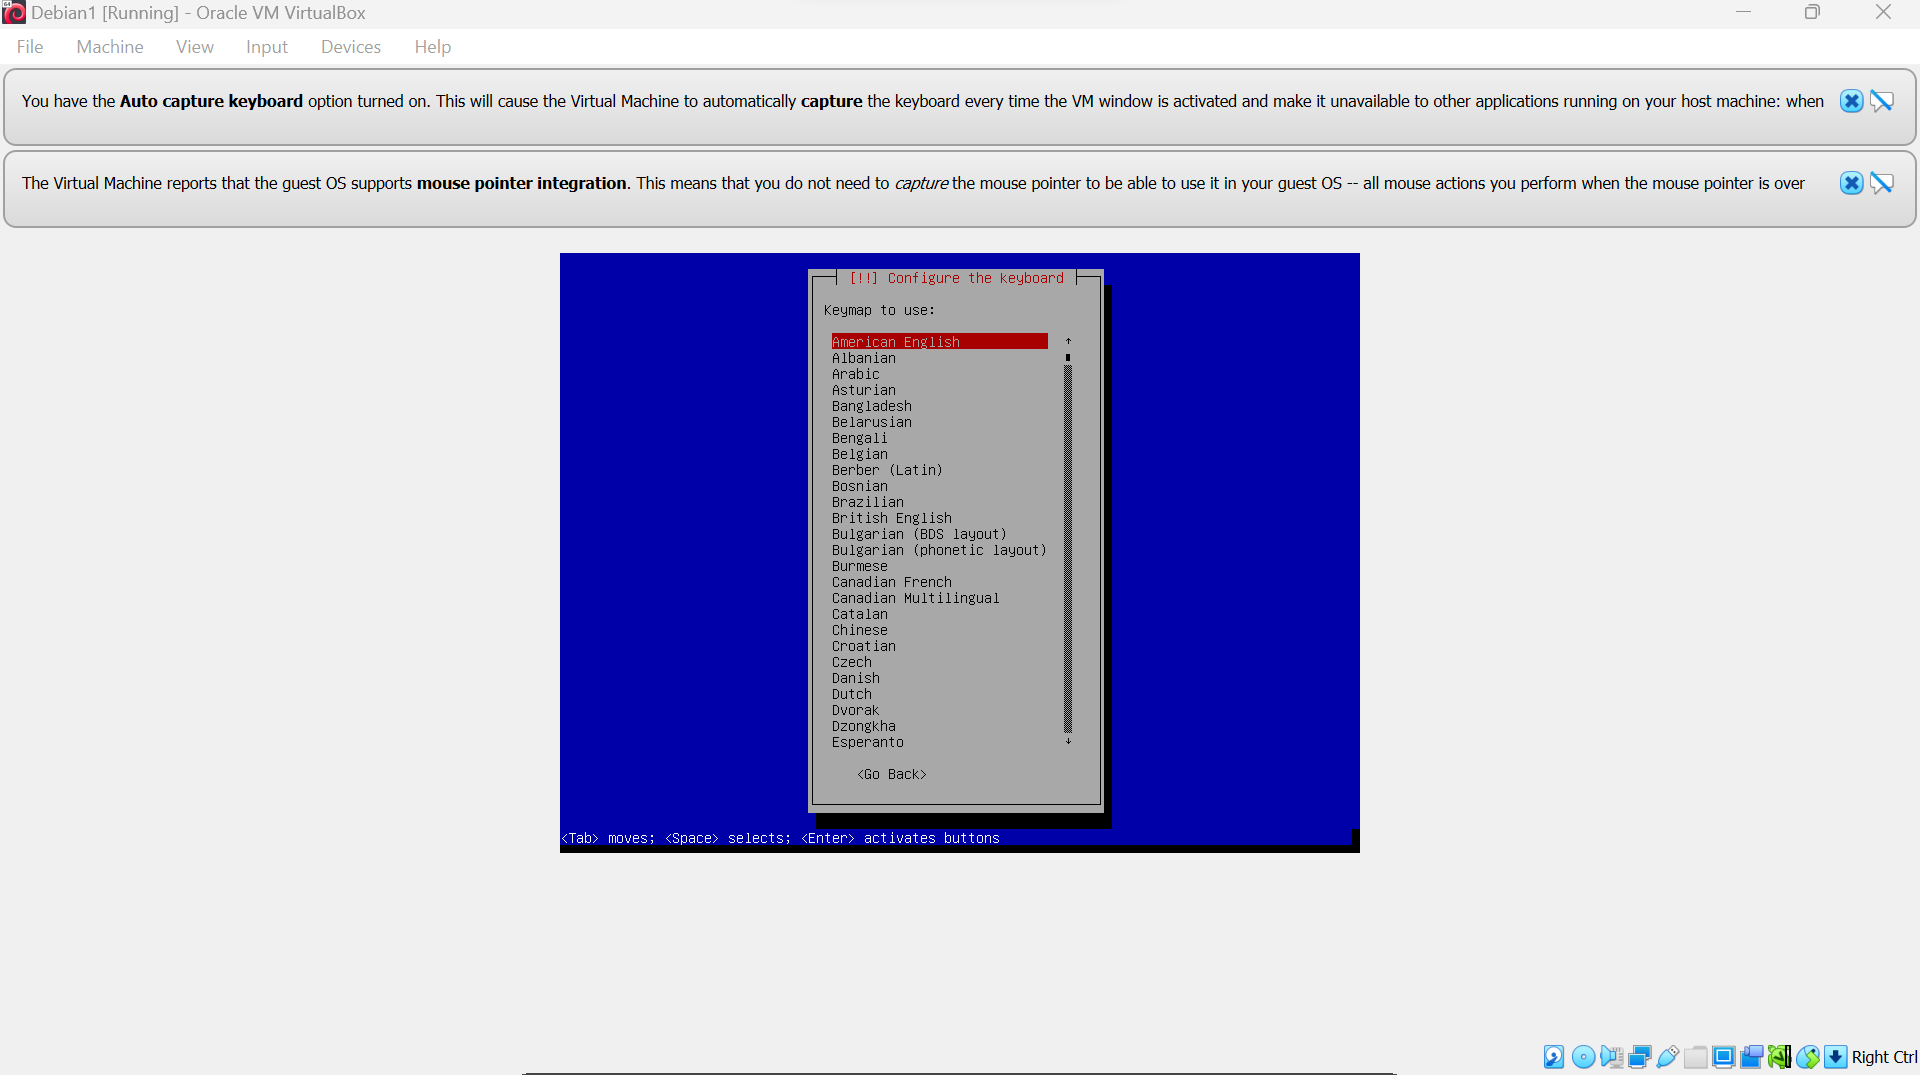 Debian1 [Running] - Oracle VM VirtualBox
File Machine View Input Devices Help
You have the Auto capture keyboard option turned on. This will cause the Virtual Machine to automatically capture the keyboard every time the VM window is activated and make it unavailable to other applications running on your host machine: when
The Virtual Machine reports that the guest OS supports mouse pointer integration. This means that you do not need to capture the mouse pointer to be able to use it in your guest OS -- all mouse actions you perform when the mouse pointer is over
[!!] Configure the keyboard
Keymap to use:
American English
Albanian
Arabic
Asturian
Bangladesh
Belarusian
Bengali
Belgian
Berber (Latin)
Bosnian
Brazilian
British English
Bulgarian (BDS layout)
Bulgarian (phonetic layout)
Burmese
Canadian French
Canadian Multilingual
Catalan
Chinese
Croatian
Czech
Danish
Dutch
Dvorak
Dzongkha
Esperanto
<Go Back>
<Tab> moves; <Space> selects; <Enter> activates buttons
Right Ctrl